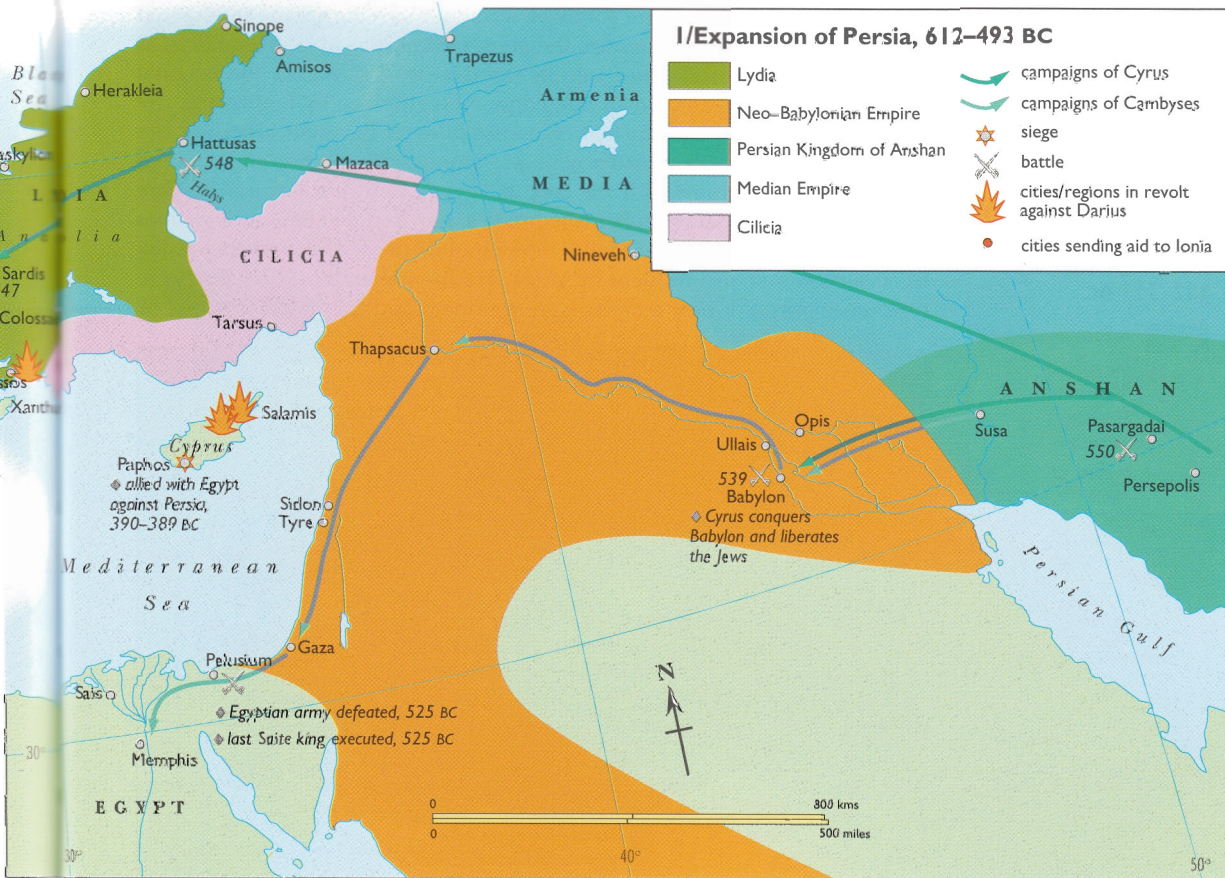 1/Expansion of Persia, 612–493 BC
Lydia
Neo–Babylonian Empire
Persian Kingdom of Anshan
Median Empire
Cilicia
campaigns of Cyrus
campaigns of Cambyses
siege
battle
cities/regions in revolt
against Darius
cities sending aid to Ionia
Sinope
Amisos
Trapezus
Sea
Herakleia
Armenia
Hattusas
548
Halys
Mazaca
MEDIA
CILICIA
Nineveh
Sardis
47
Tarsus
Thapsacus
ANSHAN
Salamis
Cyprus
Opis
Susa
Pasargadai
550
Ullais
Paphos
allied with Egypt
against Persia,
390–389 BC
539
Babylon
Persepolis
Cyrus conquers
Babylon and liberates
the Jews
Sidon
Tyre
Mediterranean
Sea
Persian Gulf
Gaza
Pelusium
Sais
N
Egyptian army defeated, 525 BC
last Saite king executed, 525 BC
30°
Memphis
EGYPT
0 800 kms
0 500 miles
30°
40°
50°